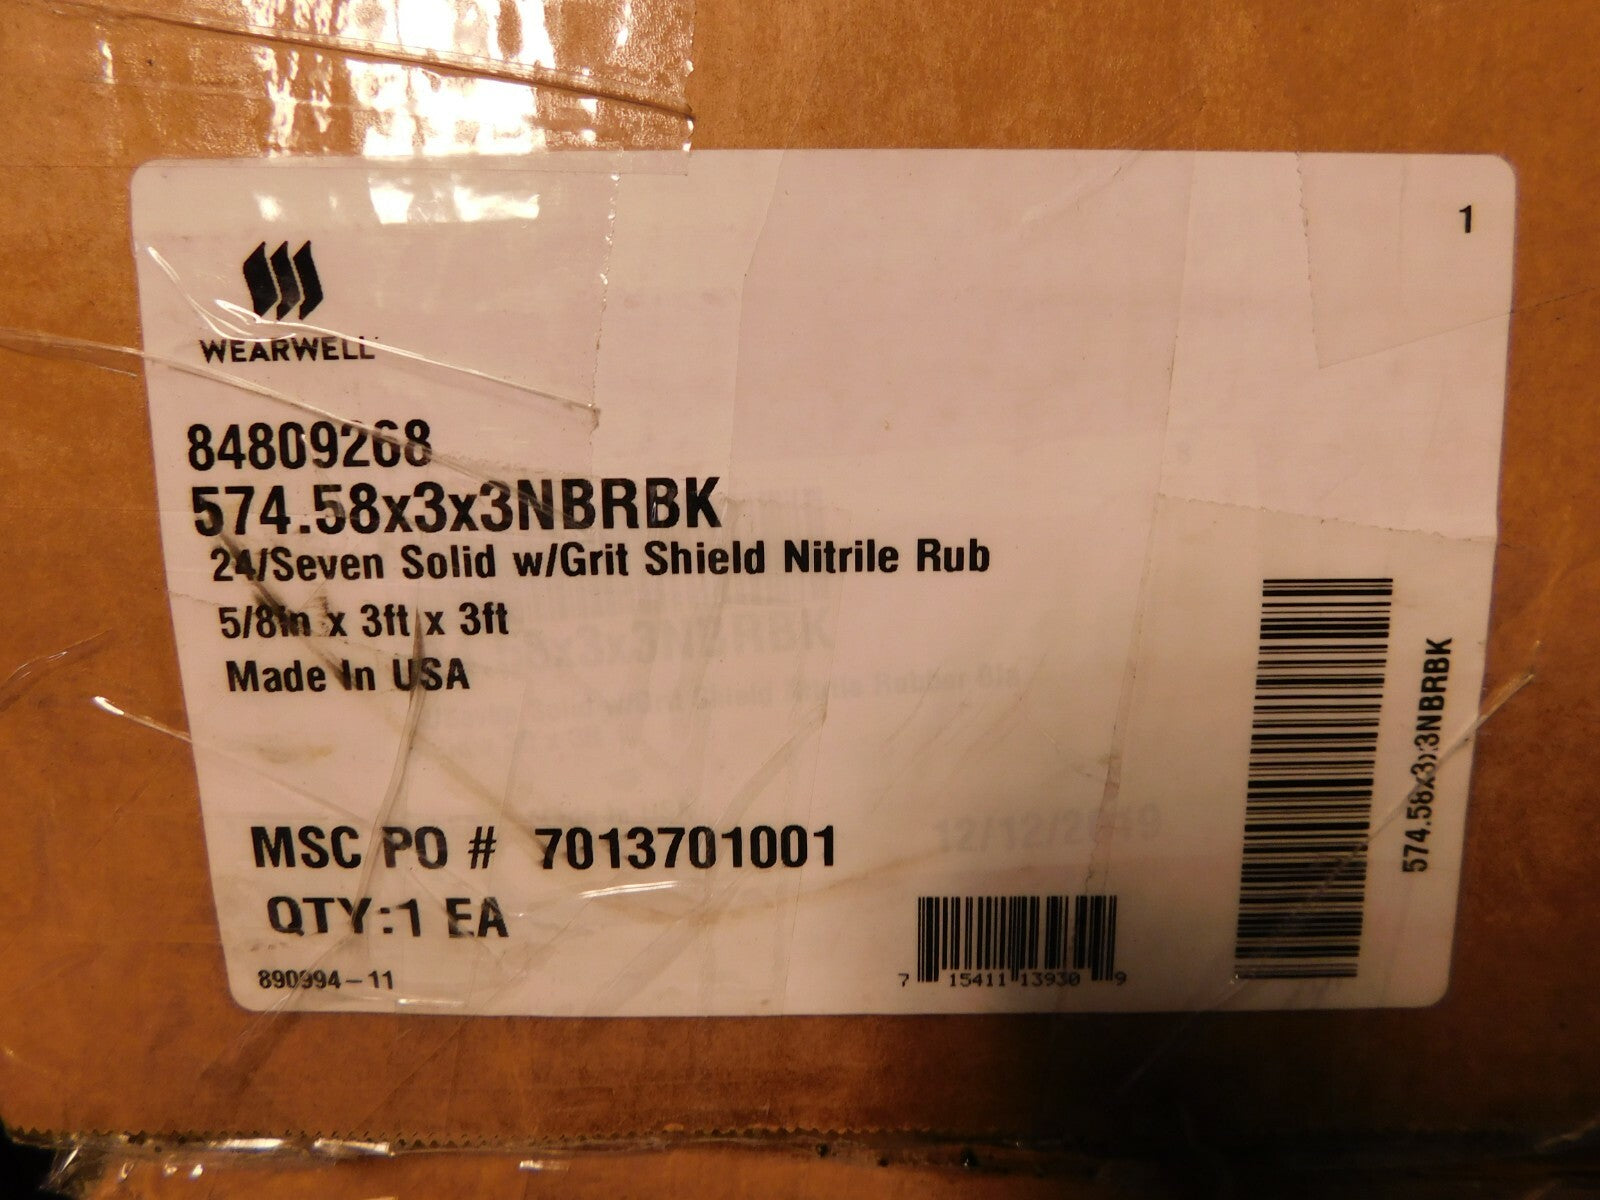 1
WEARWELL
84809268
574.58x3x3NBRBK
24/Seven Solid w/Grit Shield Nitrile Rub
5/8in x 3ft x 3ft
Made In USA
MSC PO # 7013701001
QTY:1 EA
890994-11
7 15411 13930 9
574.58x3x3NBRBK